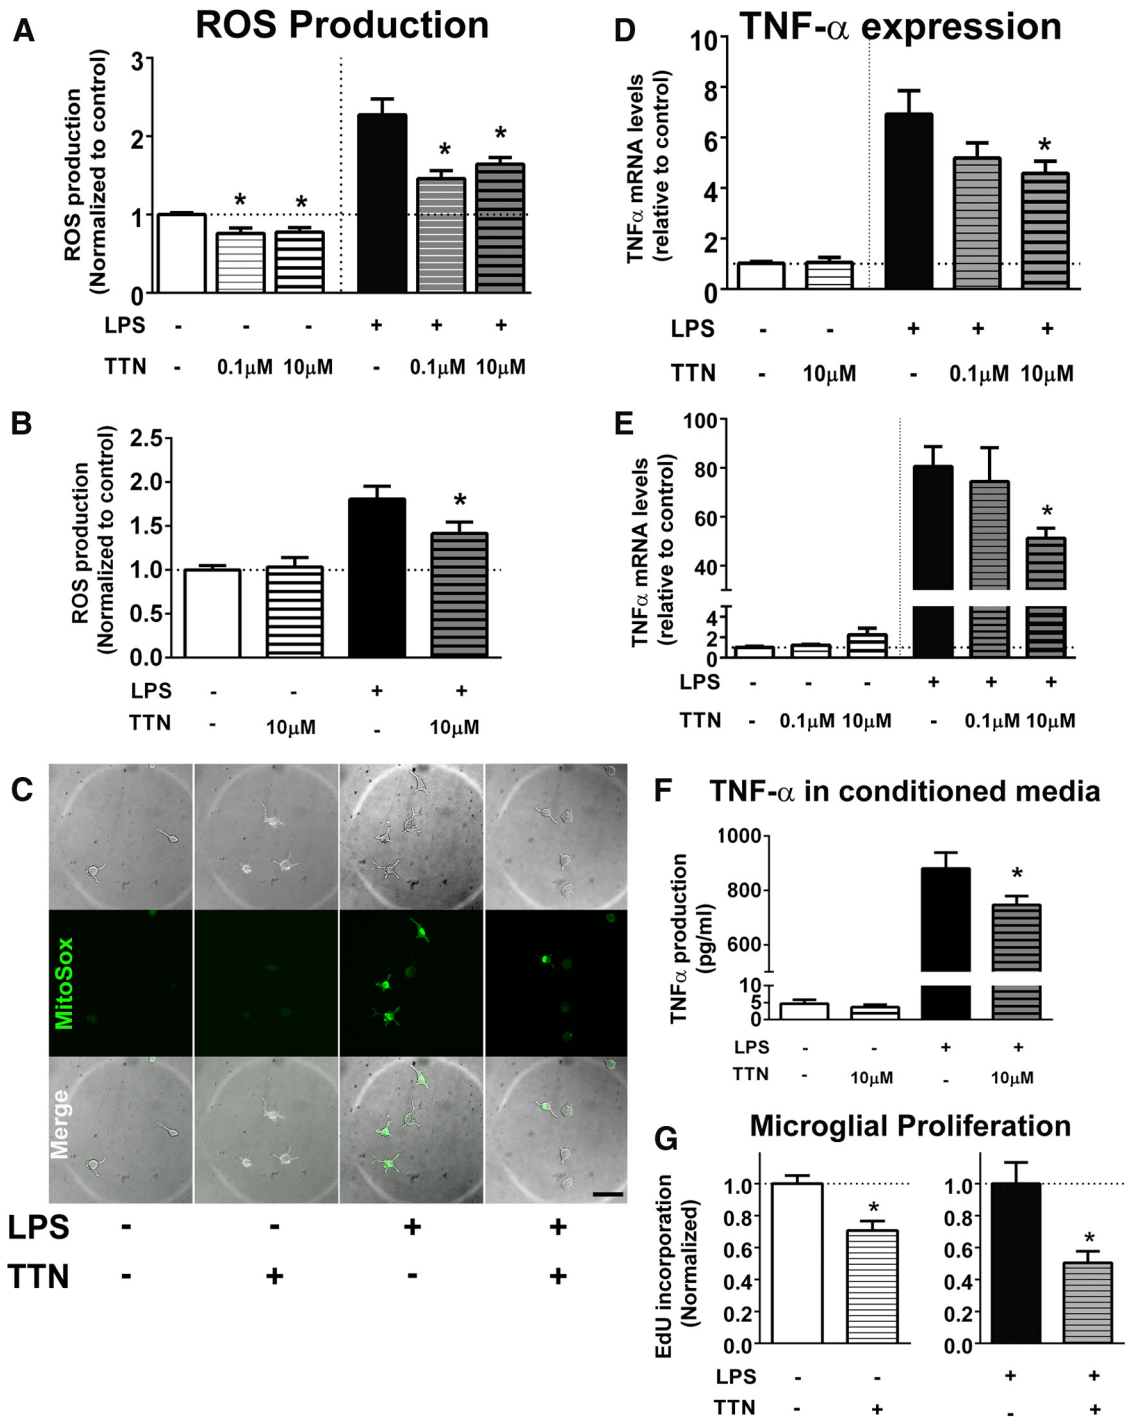 A
ROS Production
ROS production
(Normalized to control)
3
2
1
0
LPS - - - + + +
TTN - 0.1μM 10μM - 0.1μM 10μM
* * * *
B
ROS production
(Normalized to control)
2.5
2.0
1.5
1.0
0.5
0.0
*
LPS - - + +
TTN - 10μM - 10μM
C
MitoSox
Merge
LPS - - + +
TTN - + - +
D
TNF-α expression
TNFα mRNA levels
(relative to control)
10
8
6
4
2
0
*
LPS - - + + +
TTN - 10μM - 0.1μM 10μM
E
TNFα mRNA levels
(relative to control)
100
80
60
40
4
2
0
*
LPS - - - + + +
TTN - 0.1μM 10μM - 0.1μM 10μM
F
TNF-α in conditioned media
TNFα production
(pg/ml)
1000
800
600
10
5
0
*
LPS - - + +
TTN - 10μM - 10μM
G
Microglial Proliferation
EdU incorporation
(Normalized)
1.0
0.8
0.6
0.4
0.2
0.0
*
1.0
0.8
0.6
0.4
0.2
0.0
*
LPS - - + +
TTN - + - +